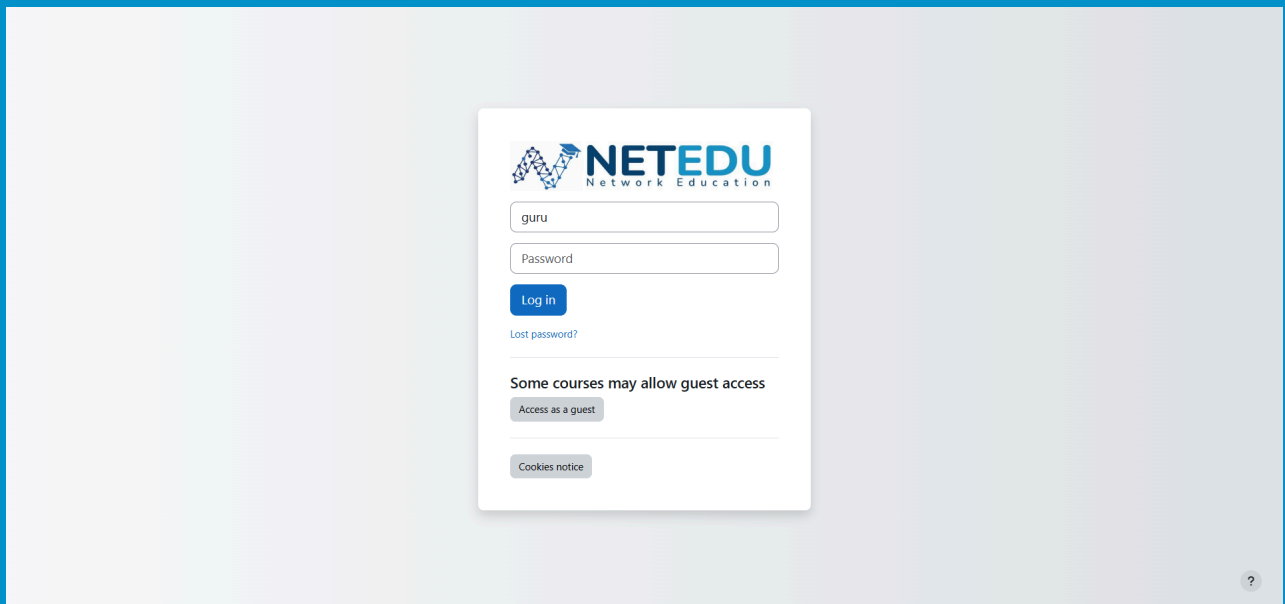 NETEDU
Network Education
guru
Password
Log in
Lost password?
Some courses may allow guest access
Access as a guest
Cookies notice
?